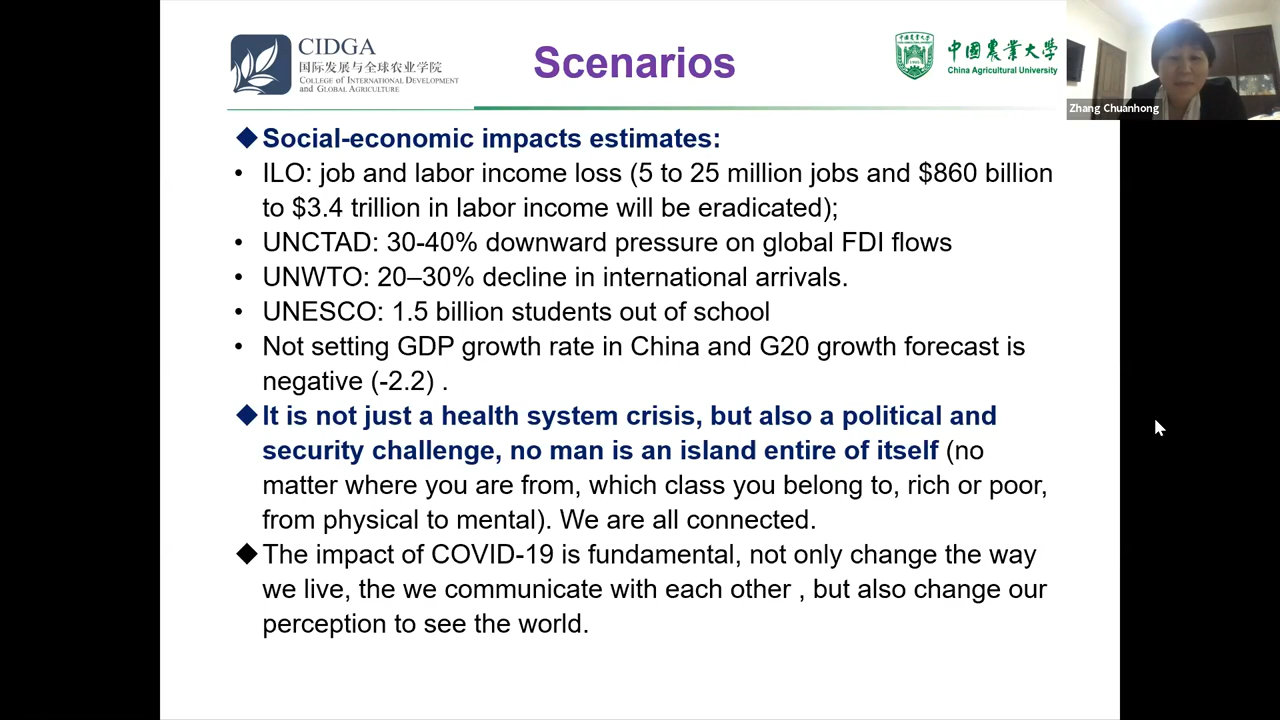 CIDGA
国际发展与全球农业学院
COLLEGE OF INTERNATIONAL DEVELOPMENT
and GLOBAL AGRICULTURE
Scenarios
中国農業大学
China Agricultural University
Zhang Chuanhong
◆Social-economic impacts estimates:
• ILO: job and labor income loss (5 to 25 million jobs and $860 billion
to $3.4 trillion in labor income will be eradicated);
• UNCTAD: 30-40% downward pressure on global FDI flows
• UNWTO: 20–30% decline in international arrivals.
• UNESCO: 1.5 billion students out of school
• Not setting GDP growth rate in China and G20 growth forecast is
negative (-2.2) .
◆It is not just a health system crisis, but also a political and
security challenge, no man is an island entire of itself (no
matter where you are from, which class you belong to, rich or poor,
from physical to mental). We are all connected.
◆The impact of COVID-19 is fundamental, not only change the way
we live, the we communicate with each other , but also change our
perception to see the world.